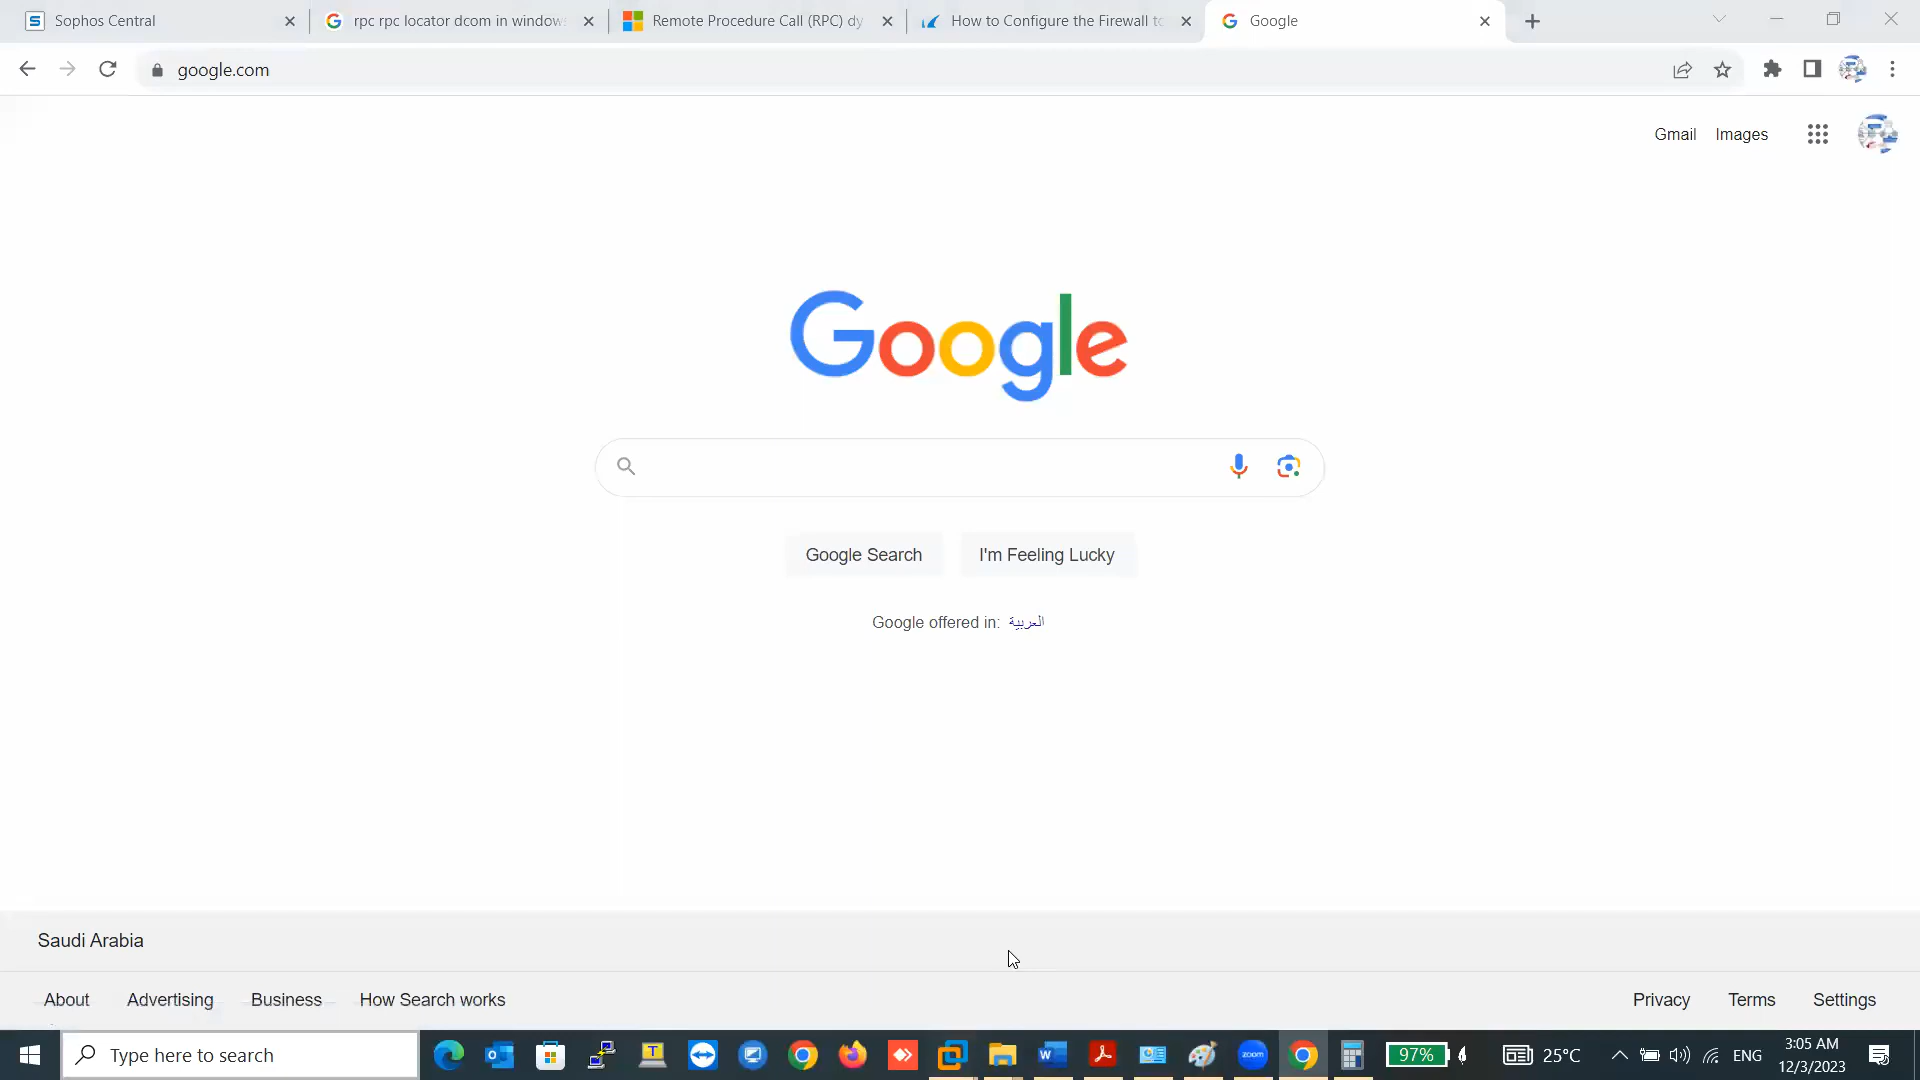 Sophos Central
rpc rpc locator dcom in window
Remote Procedure Call (RPC) dy
How to Configure the Firewall to
Google
google.com
Gmail Images
Google
Google Search
I'm Feeling Lucky
Google offered in: العربية
Saudi Arabia
About Advertising Business How Search works
Privacy Terms Settings
Type here to search
T
zoom
97%
25°C
ENG
3:05 AM
12/3/2023